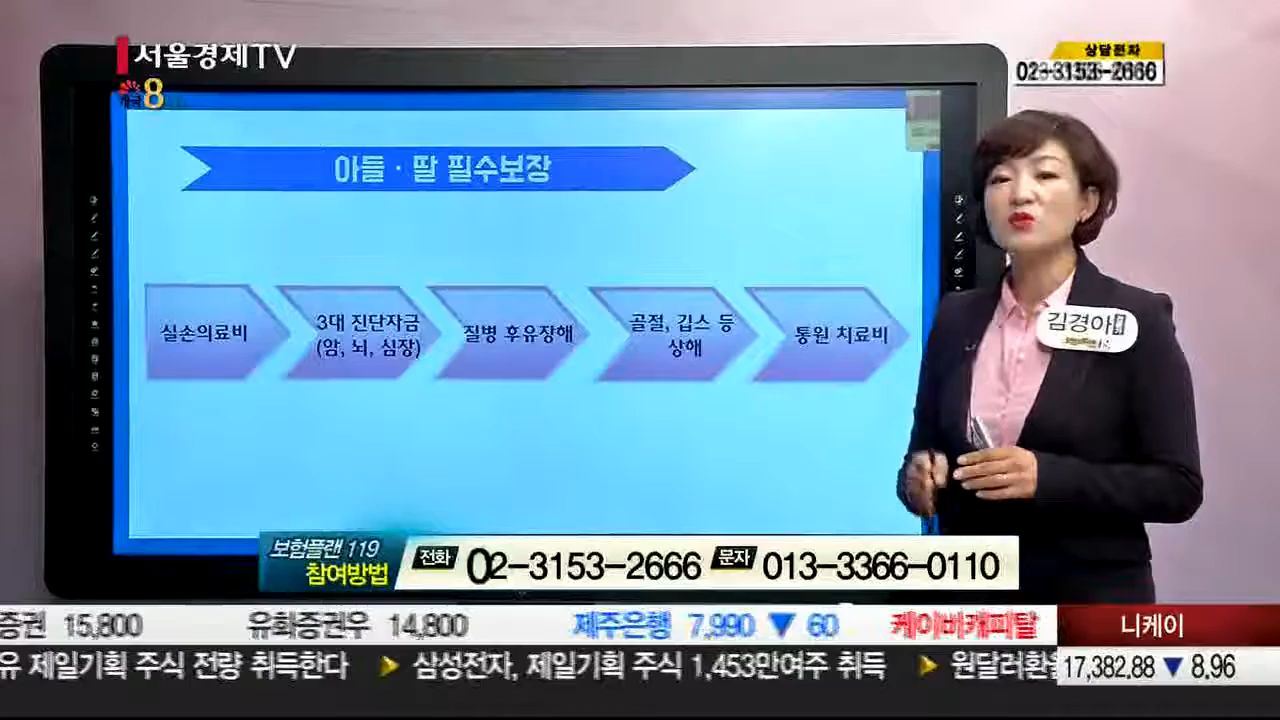 서울경제TV
개국 8
상담전화
02-3153-2666
아들 · 딸 필수보장
실손의료비
3대 진단자금
(암, 뇌, 심장)
질병 후유장해
골절, 깁스 등
상해
통원 치료비
김경아
보험플랜 119
참여방법
전화 02-3153-2666 문자 013-3366-0110
증권 15,800 유화증권우 14,800 제주은행 7,990 ▼ 60 케이버캐피탈
니케이
유 제일기획 주식 전량 취득한다 ▶ 삼성전자, 제일기획 주식 1,453만여주 취득 ▶ 원달러환율
17,382.88 ▼ 8.96